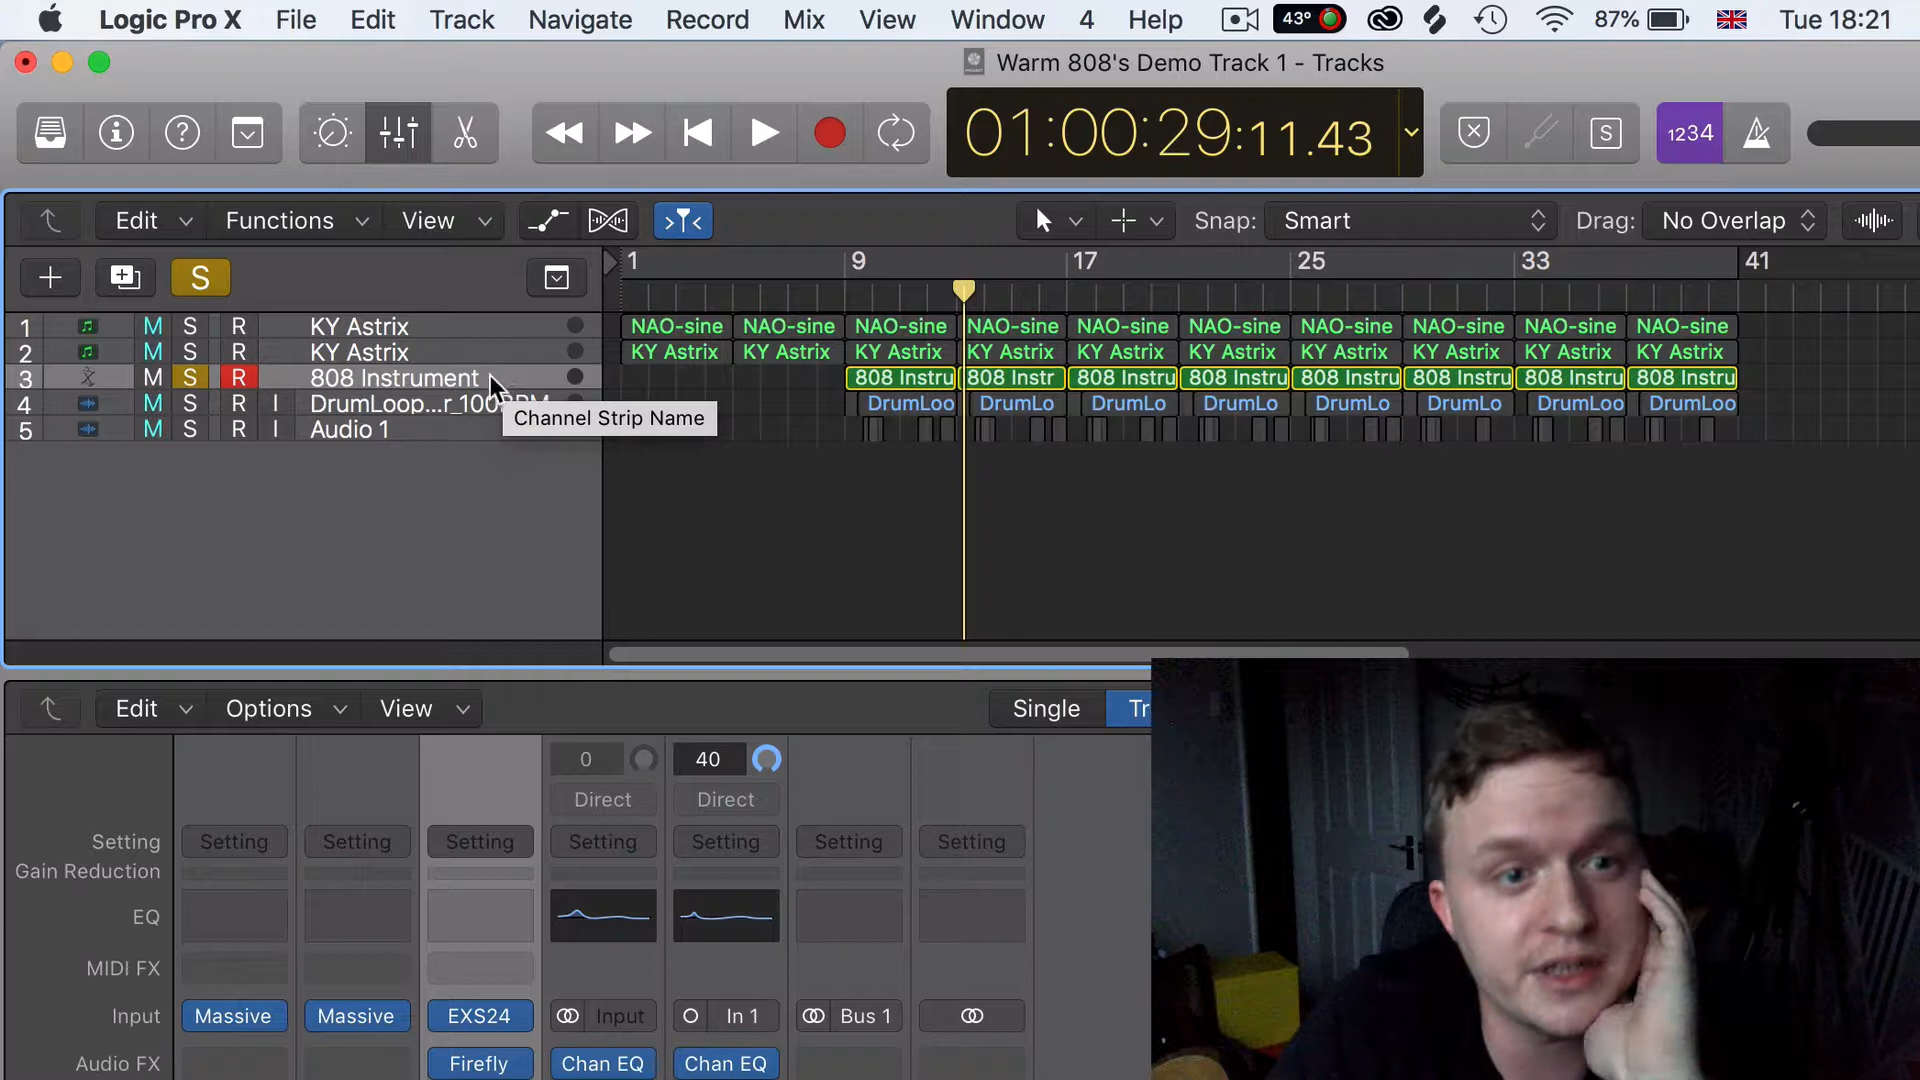 Logic Pro X File Edit Track Navigate Record Mix View Window 4 Help 43° 87% Tue 18:21
Warm 808's Demo Track 1 - Tracks
01:00:29:11.43 S 1234
Edit Functions View Snap: Smart Drag: No Overlap
S 1 9 17 25 33 41
1 M S R KY Astrix NAO-sine NAO-sine NAO-sine NAO-sine NAO-sine NAO-sine NAO-sine NAO-sine NAO-sine NAO-sine
2 M S R KY Astrix KY Astrix KY Astrix KY Astrix KY Astrix KY Astrix KY Astrix KY Astrix KY Astrix KY Astrix KY Astrix
3 M S R 808 Instrument 808 Instru 808 Instr 808 Instru 808 Instru 808 Instru 808 Instru 808 Instru 808 Instru
4 M S R I DrumLoop...r_100BPM DrumLoo DrumLo DrumLo DrumLo DrumLo DrumLo DrumLoo DrumLoo
Channel Strip Name
5 M S R I Audio 1
Edit Options View Single Tr
0 40
Direct Direct
Setting Setting Setting Setting Setting Setting Setting Setting
Gain Reduction
EQ
MIDI FX
Input Massive Massive EXS24 Input In 1 Bus 1
Audio FX Firefly Chan EQ Chan EQ